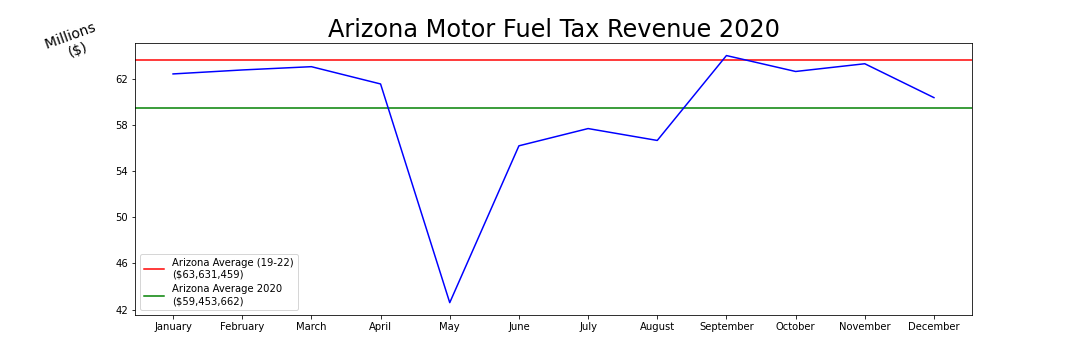 Arizona Motor Fuel Tax Revenue 2020
Millions
($)
62
58
54
50
46
42
Arizona Average (19-22)
($63,631,459)
Arizona Average 2020
($59,453,662)
January February March April May June July August September October November December